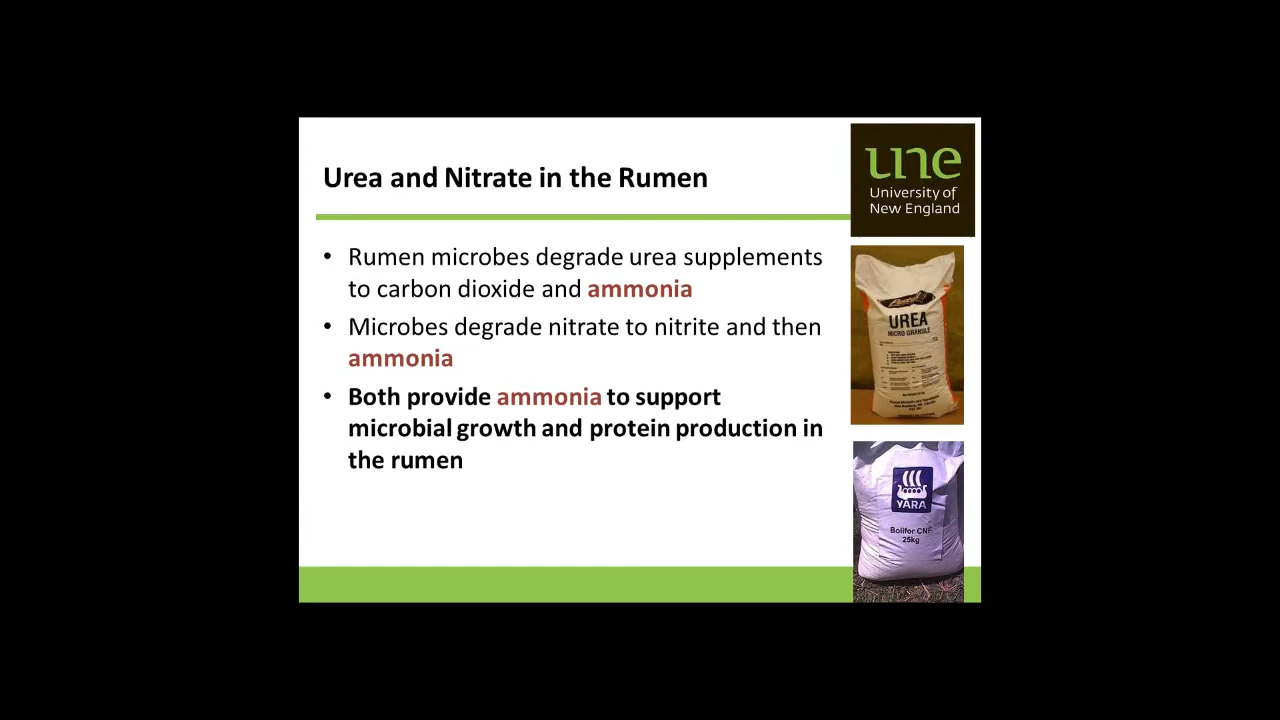 Urea and Nitrate in the Rumen
une
University of
New England
• Rumen microbes degrade urea supplements
to carbon dioxide and ammonia
• Microbes degrade nitrate to nitrite and then
ammonia
• Both provide ammonia to support
microbial growth and protein production in
the rumen
UREA
MICRO GRANULE
YARA
Bolifor CNF
25kg